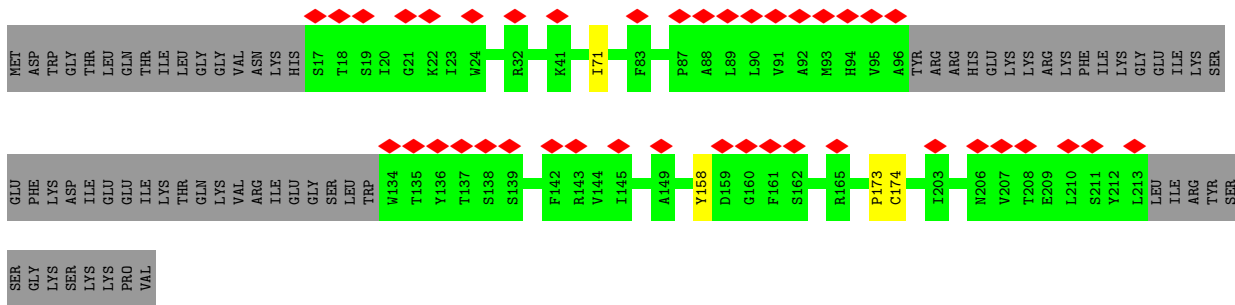 MET ASP TRP GLY THR LEU GLN THR ILE LEU GLY GLY VAL ASN LYS HIS S17 T18 S19 I20 G21 K22 I23 W24 R32 K41 I71 F83 P87 A88 L89 L90 V91 A92 M93 H94 V95 A96 TYR ARG ARG HIS GLU LYS LYS ARG LYS PHE ILE LYS GLY GLU ILE LYS SER
GLU PHE LYS ASP ILE GLU GLU ILE LYS THR GLN LYS VAL ARG ILE GLU GLY SER LEU TRP W134 T135 Y136 T137 S138 S139 F142 R143 V144 I145 A149 Y158 D159 G160 F161 S162 R165 P173 C174 I203 N206 V207 T208 E209 L210 S211 Y212 L213 LEU ILE ARG TYR SER
SER GLY LYS SER LYS LYS PRO VAL